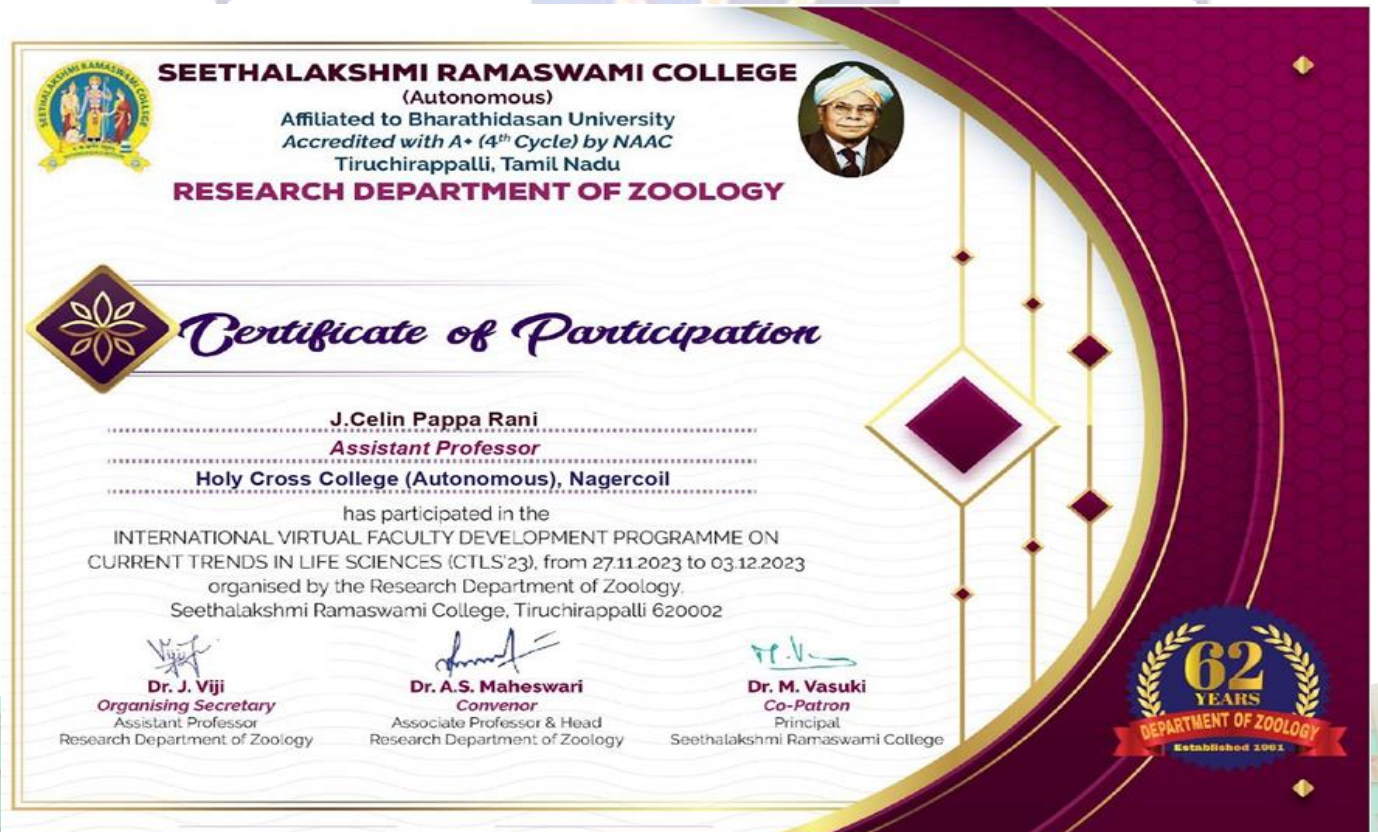 SEETHALAKSHMI RAMASWAMI COLLEGE
(Autonomous)
Affiliated to Bharathidasan University
Accredited with A+ (4th Cycle) by NAAC
Tiruchirappalli, Tamil Nadu
RESEARCH DEPARTMENT OF ZOOLOGY
SEETHALAKSHMI RAMASWAMI COLLEGE
Certificate of Participation
J.Celin Pappa Rani
Assistant Professor
Holy Cross College (Autonomous), Nagercoil
has participated in the
INTERNATIONAL VIRTUAL FACULTY DEVELOPMENT PROGRAMME ON
CURRENT TRENDS IN LIFE SCIENCES (CTLS'23), from 27.11.2023 to 03.12.2023
organised by the Research Department of Zoology,
Seethalakshmi Ramaswami College, Tiruchirappalli 620002
Dr. J. Viji
Organising Secretary
Assistant Professor
Research Department of Zoology
Dr. A.S. Maheswari
Convenor
Associate Professor & Head
Research Department of Zoology
M.V
Dr. M. Vasuki
Co-Patron
Principal
Seethalakshmi Ramaswami College
62
YEARS
DEPARTMENT OF ZOOLOGY
Established 1961